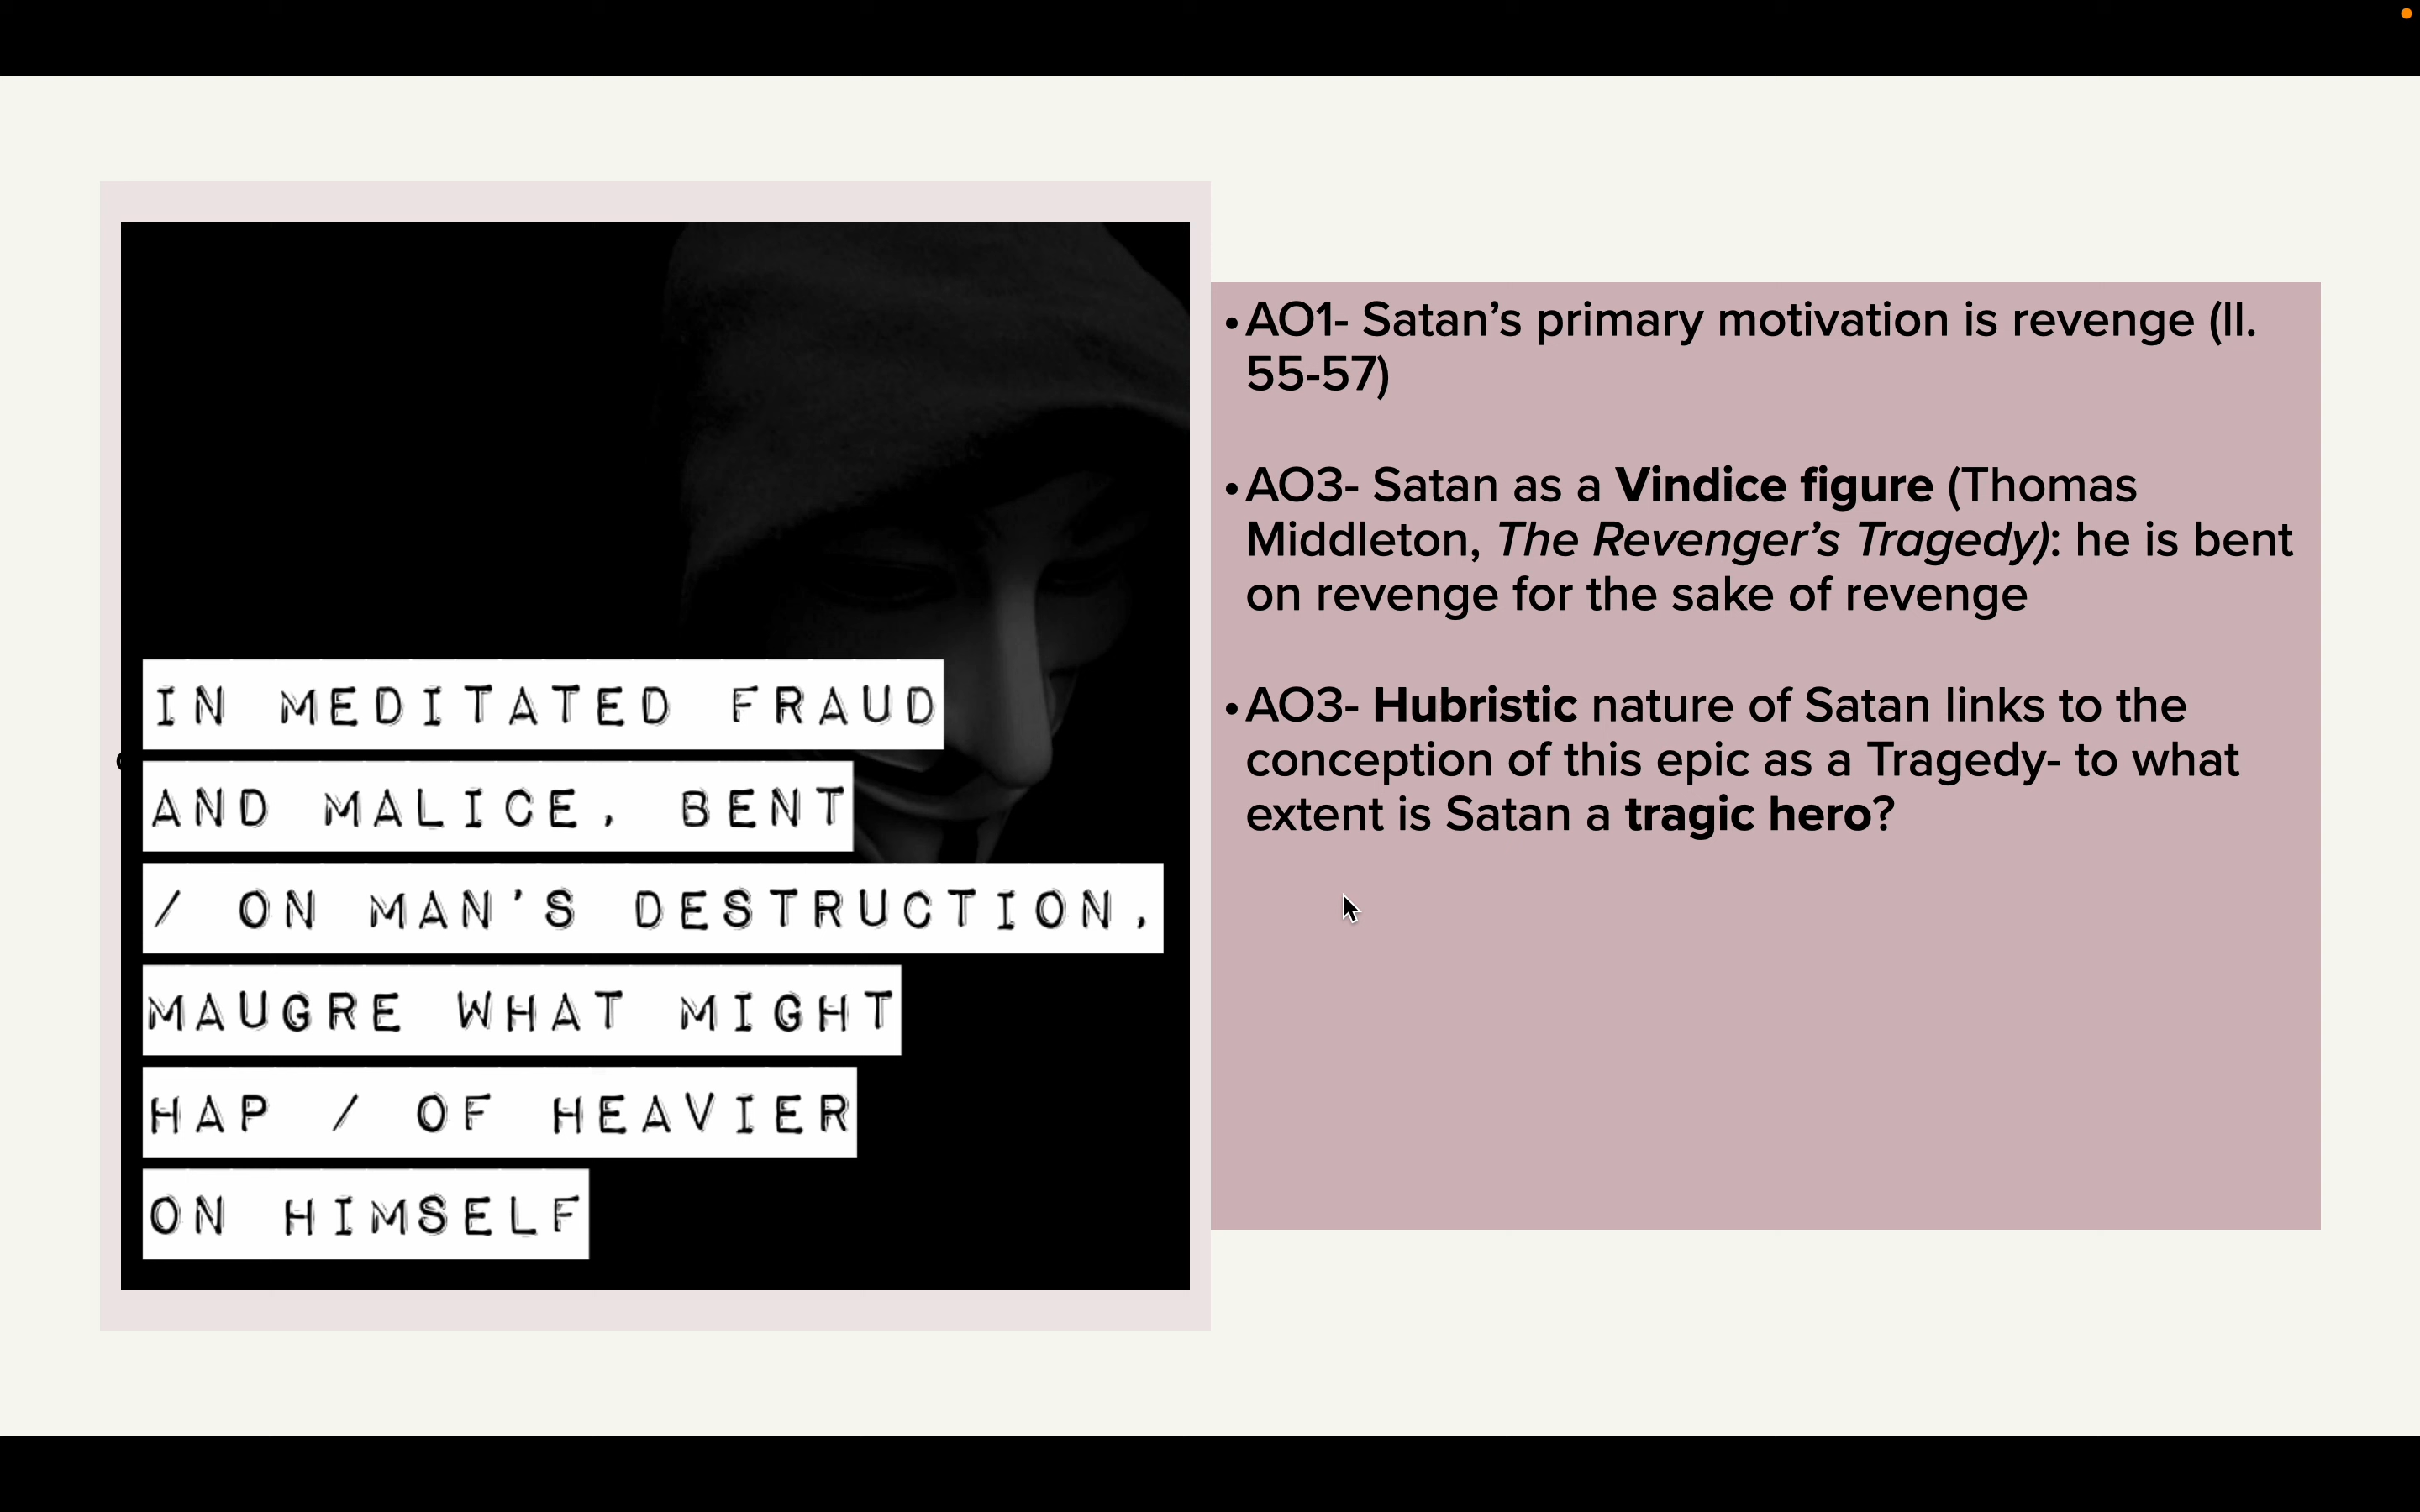 IN MEDITATED FRAUD
AND MALICE, BENT
/ ON MAN'S DESTRUCTION,
MAUGRE WHAT MIGHT
HAP / OF HEAVIER
ON HIMSELF
•AO1- Satan’s primary motivation is revenge (ll.
55-57)
•AO3- Satan as a Vindice figure (Thomas
Middleton, The Revenger’s Tragedy): he is bent
on revenge for the sake of revenge
•AO3- Hubristic nature of Satan links to the
conception of this epic as a Tragedy- to what
extent is Satan a tragic hero?